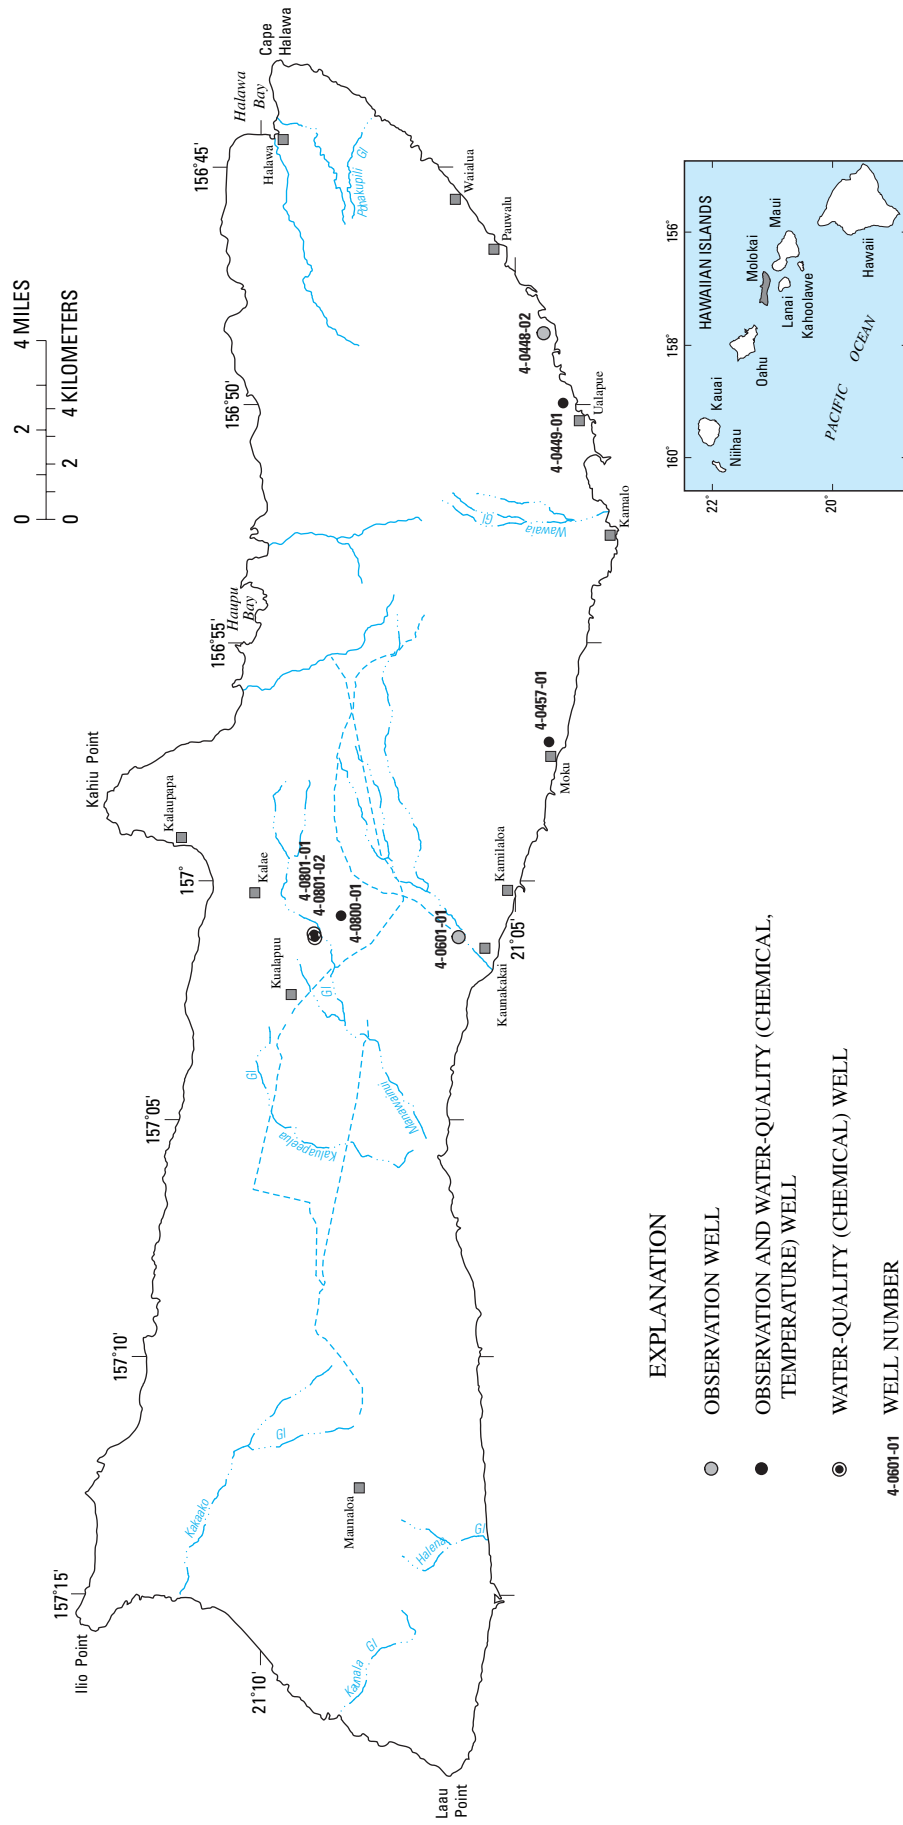 0 2 4 MILES
0 2 4 KILOMETERS
157°15'
157°10'
157°05'
157°
156°55'
156°50'
156°45'
21°10'
21°05'
Ilio Point
Kahiu Point
Kalaupapa
Haupu
Bay
Halawa
Bay
Cape
Halawa
Halawa
Pohakupili Gl
Waialua
Pauwalu
4-0448-02
4-0449-01
Ualapue
Wawaia
Gl
Kamalo
4-0457-01
Moku
Kalae
4-0801-01
4-0801-02
4-0800-01
Kualapuu
Gl
Gl
Manawainui
Kaluapeelua
4-0601-01
Kamilaloa
Kaunakakai
Kakaako
Gl
Maunaloa
Halena
Gl
Kaunala
Gl
Laau
Point
EXPLANATION
OBSERVATION WELL
OBSERVATION AND WATER-QUALITY (CHEMICAL,
TEMPERATURE) WELL
WATER-QUALITY (CHEMICAL) WELL
4-0601-01 WELL NUMBER
160°
158°
156°
22°
20°
HAWAIIAN ISLANDS
Kauai
Niihau
Oahu
Molokai
Maui
Lanai
Kahoolawe
Hawaii
PACIFIC
OCEAN